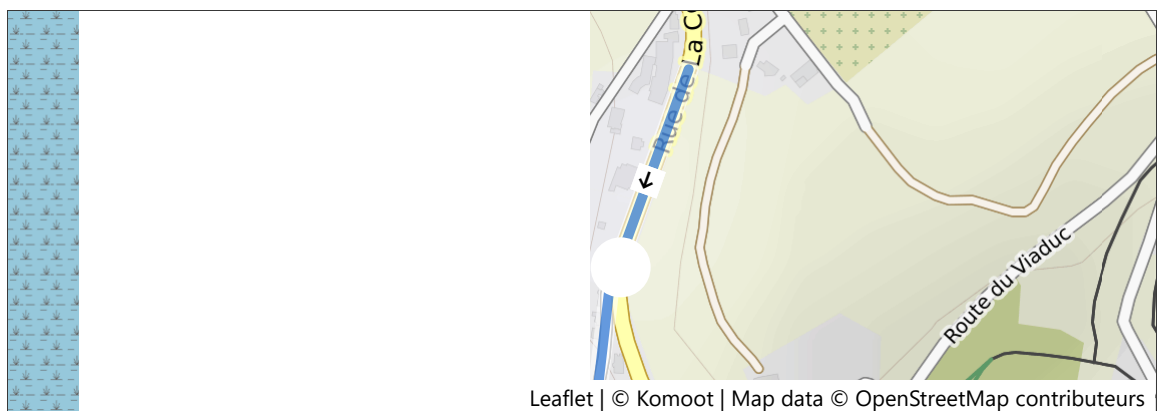 Rue de La C
Route du Viaduc
Leaflet | © Komoot | Map data © OpenStreetMap contributeurs